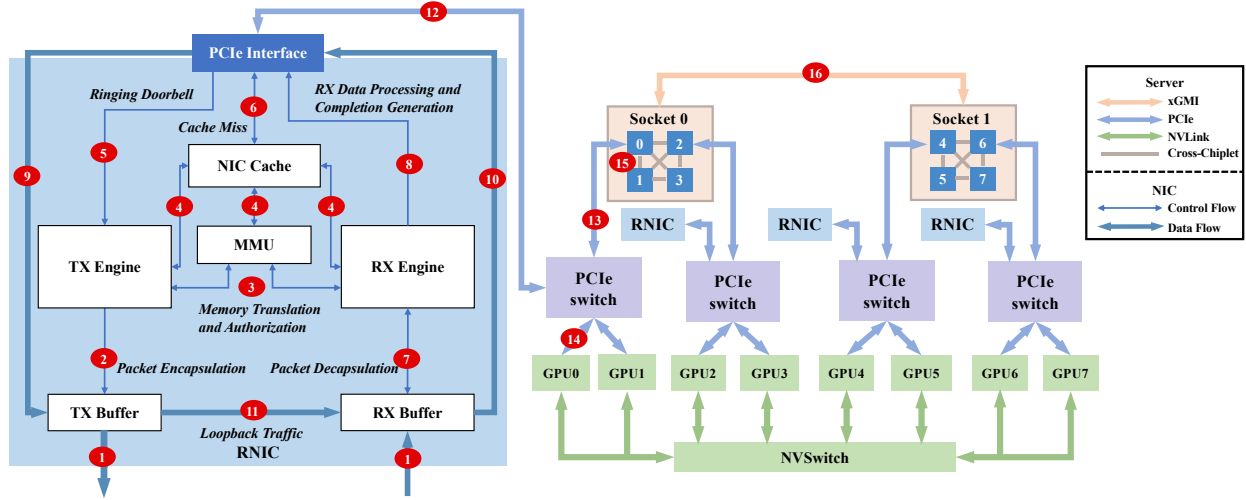 12
PCIe Interface
Ringing Doorbell
RX Data Processing and
Completion Generation
6
Cache Miss
5
NIC Cache
8
9
10
4
4
4
MMU
TX Engine
RX Engine
3
Memory Translation
and Authorization
2
7
Packet Encapsulation
Packet Decapsulation
TX Buffer
11
RX Buffer
Loopback Traffic
RNIC
1
1
16
Socket 0
0
2
15
1
3
Socket 1
4
6
5
7
13
RNIC
RNIC
RNIC
PCIe
switch
PCIe
switch
PCIe
switch
PCIe
switch
14
GPU0
GPU1
GPU2
GPU3
GPU4
GPU5
GPU6
GPU7
NVSwitch
Server
xGMI
PCIe
NVLink
Cross-Chiplet
NIC
Control Flow
Data Flow